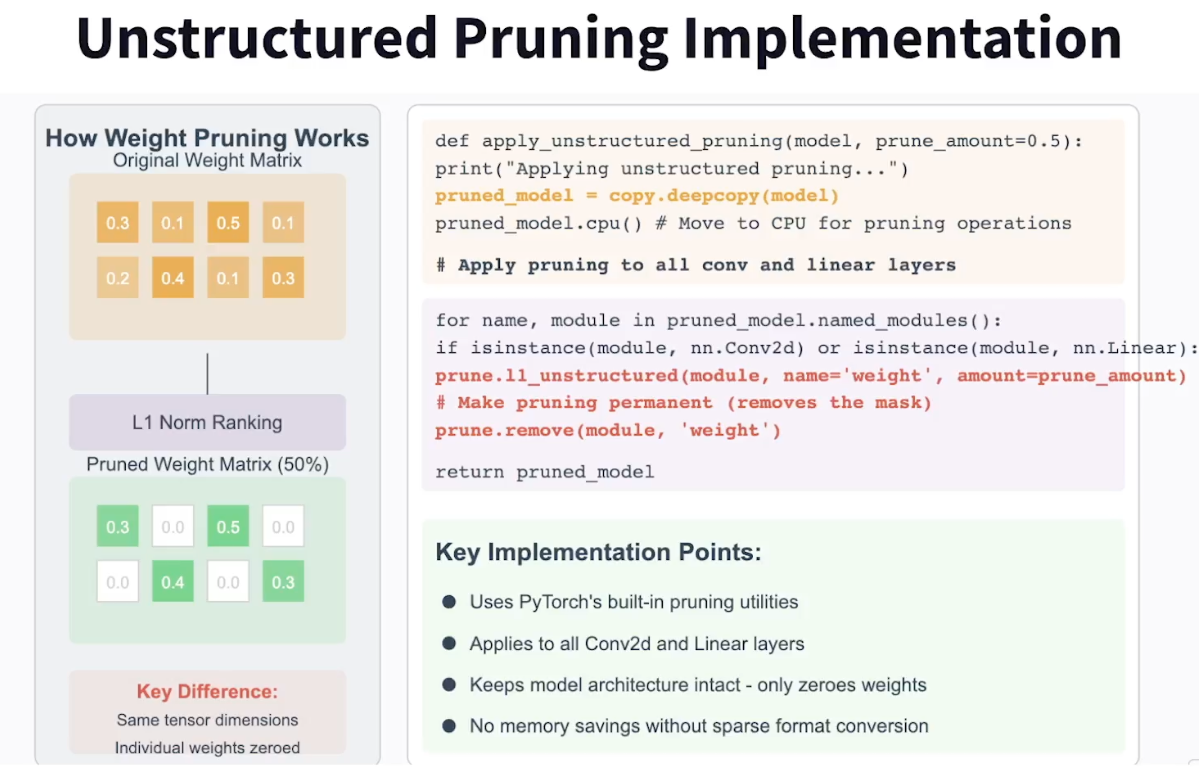 Unstructured Pruning Implementation
How Weight Pruning Works
Original Weight Matrix
0.3 0.1 0.5 0.1
0.2 0.4 0.1 0.3
L1 Norm Ranking
Pruned Weight Matrix (50%)
0.3 0.0 0.5 0.0
0.0 0.4 0.0 0.3
Key Difference:
Same tensor dimensions
Individual weights zeroed
def apply_unstructured_pruning(model, prune_amount=0.5):
print("Applying unstructured pruning...")
pruned_model = copy.deepcopy(model)
pruned_model.cpu() # Move to CPU for pruning operations
# Apply pruning to all conv and linear layers
for name, module in pruned_model.named_modules():
if isinstance(module, nn.Conv2d) or isinstance(module, nn.Linear):
prune.l1_unstructured(module, name='weight', amount=prune_amount)
# Make pruning permanent (removes the mask)
prune.remove(module, 'weight')
return pruned_model
Key Implementation Points:
● Uses PyTorch's built-in pruning utilities
● Applies to all Conv2d and Linear layers
● Keeps model architecture intact - only zeroes weights
● No memory savings without sparse format conversion